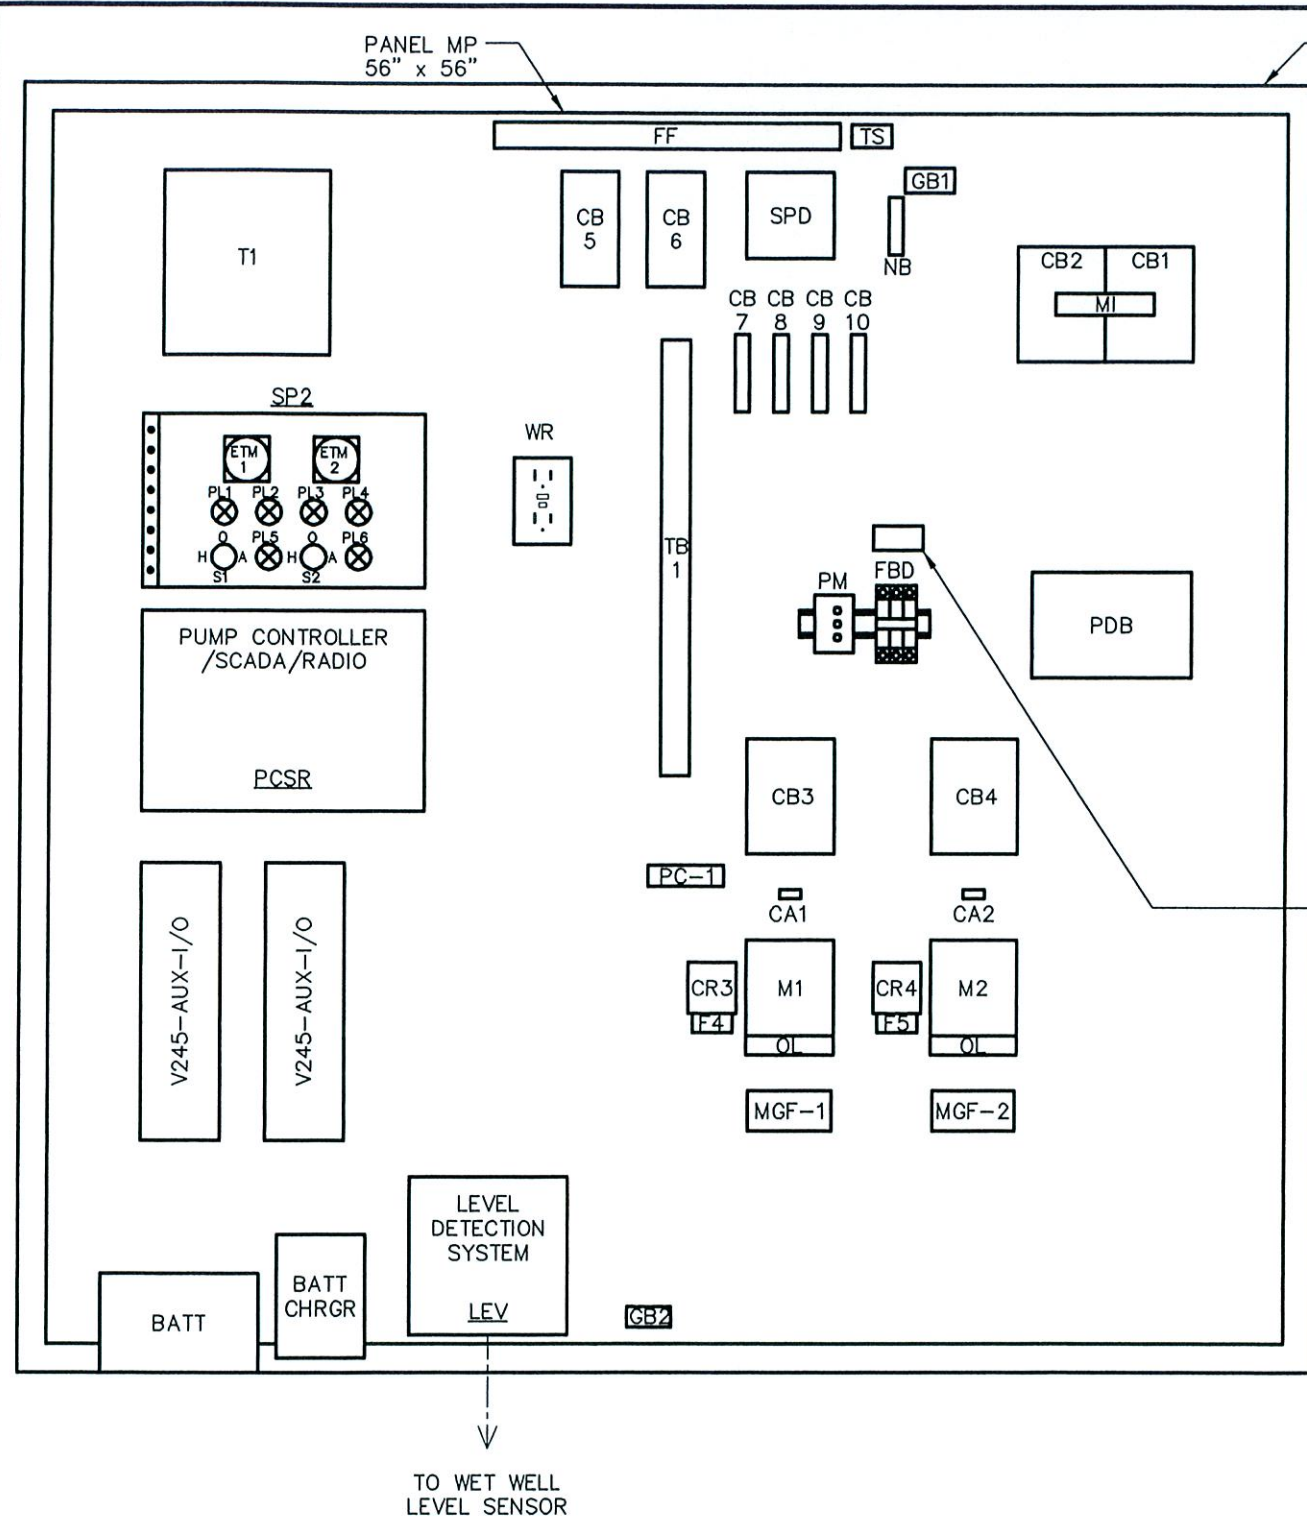 PANEL MP
56" x 56"
FF
TS
GB1
T1
CB
5
CB
6
SPD
NB
CB2
CB1
MI
CB
7
CB
8
CB
9
CB
10
SP2
ETM
1
ETM
2
PL1
PL2
PL3
PL4
O
PL5
O
PL6
H
A
H
A
S1
S2
WR
TB
1
PM
FBD
PDB
PUMP CONTROLLER
/SCADA/RADIO
PCSR
CB3
CB4
PC-1
CA1
CA2
V245-AUX-I/O
V245-AUX-I/O
CR3
F4
M1
OL
CR4
F5
M2
OL
MGF-1
MGF-2
LEVEL
DETECTION
SYSTEM
LEV
BATT
BATT
CHRGR
GB2
TO WET WELL
LEVEL SENSOR